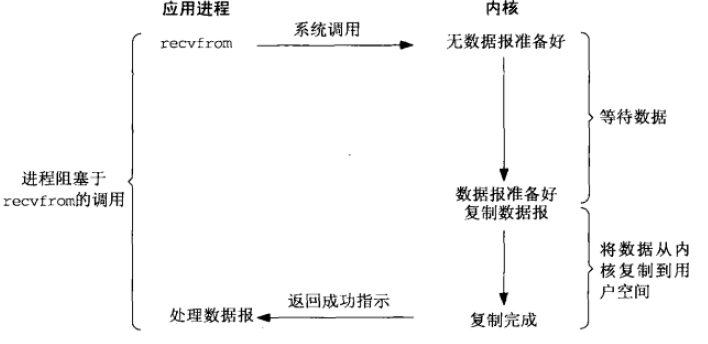 应用进程
内核
recvfrom
系统调用
无数据报准备好
等待数据
进程阻塞于
recvfrom的调用
数据报准备好
复制数据报
将数据从内
核复制到用
户空间
处理数据报
返回成功指示
复制完成